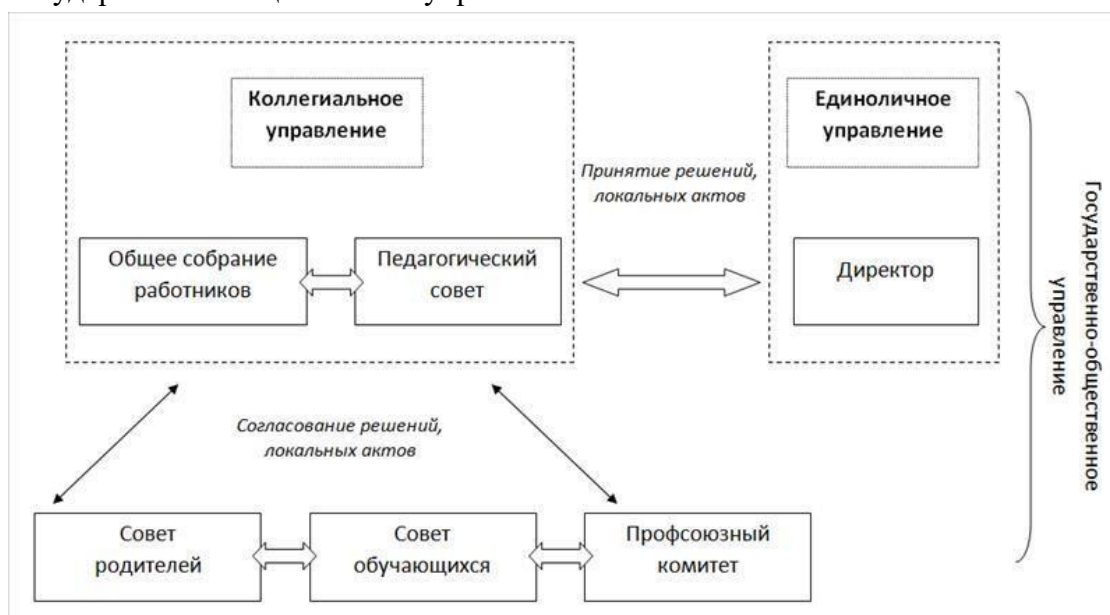 Коллегиальное
управление
Единоличное
управление
Принятие решений,
локальных актов
Общее собрание
работников
Педагогический
совет
Директор
Государственно-общественное
управление
Согласование решений,
локальных актов
Совет
родителей
Совет
обучающихся
Профсоюзный
комитет